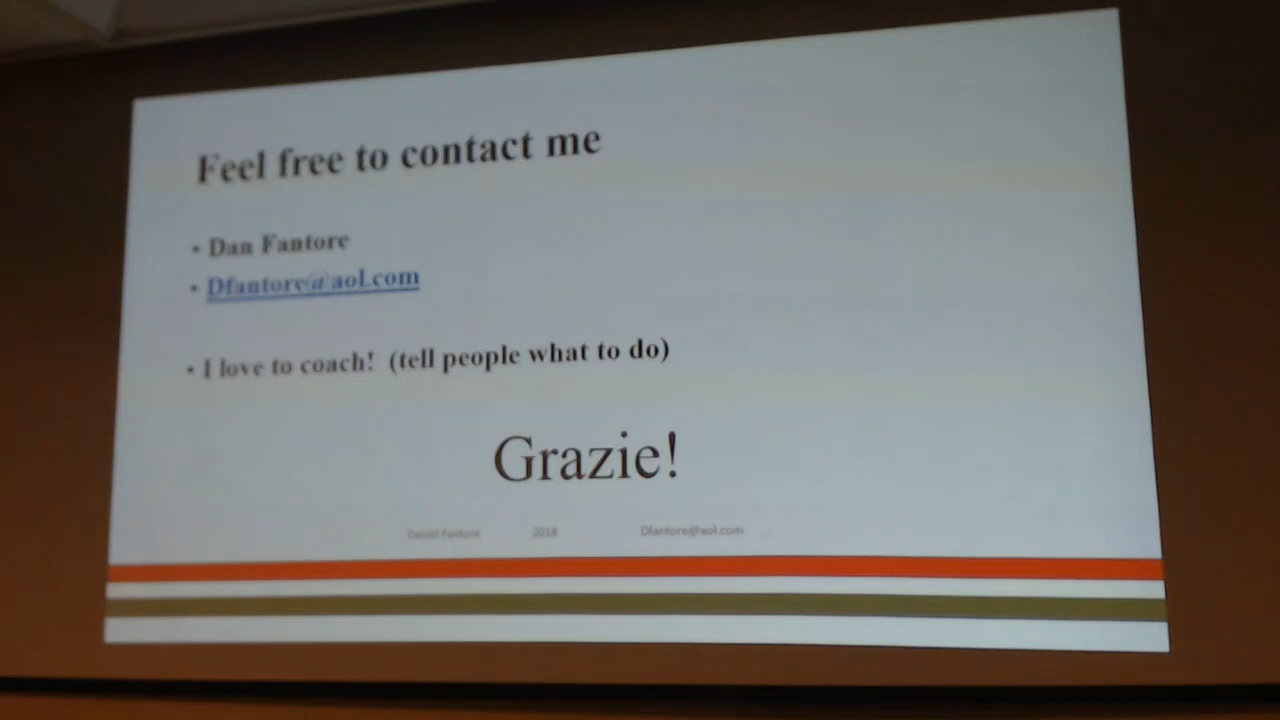 Feel free to contact me
• Dan Fantore
• Dfantore@aol.com
• I love to coach! (tell people what to do)
Grazie!
Daniel Fantore 2018 Dfantore@aol.com